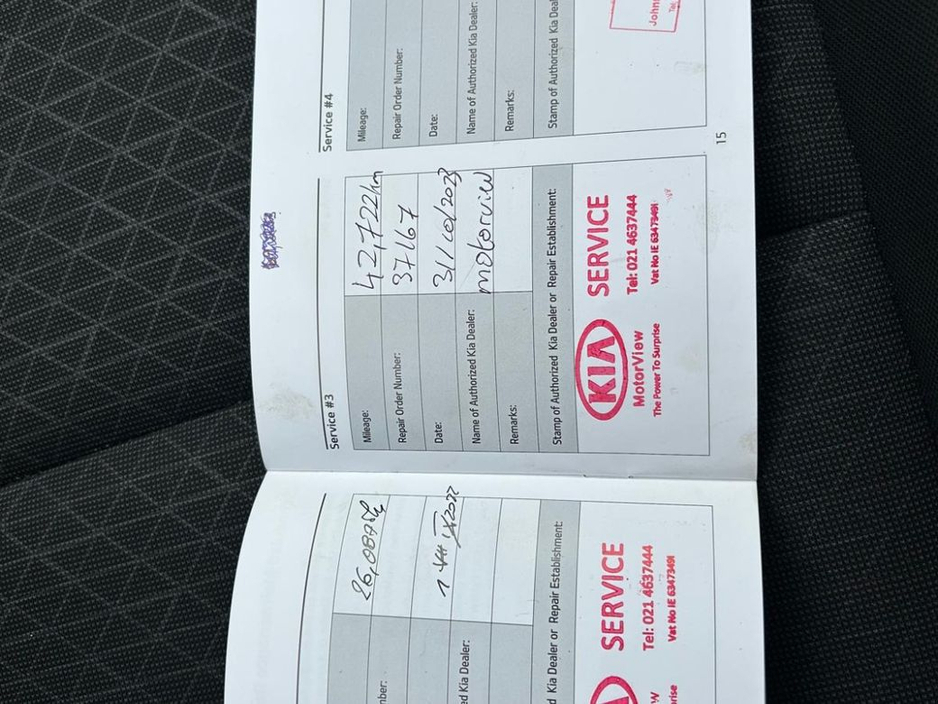 26,087
2022
Kia Dealer or Repair Establishment:
SERVICE
Tel: 021 4637444
Vat No IE 6347349I
Service #3
Mileage: 42,722km
Repair Order Number: 37167
Date: 31/10/2023
Name of Authorized Kia Dealer: motorview
Remarks:
Stamp of Authorized Kia Dealer or Repair Establishment:
KIA SERVICE
MotorView Tel: 021 4637444
The Power To Surprise Vat No IE 6347349I
Service #4
Mileage:
Repair Order Number:
Date:
Name of Authorized Kia Dealer:
Remarks:
Stamp of Authorized Kia
15